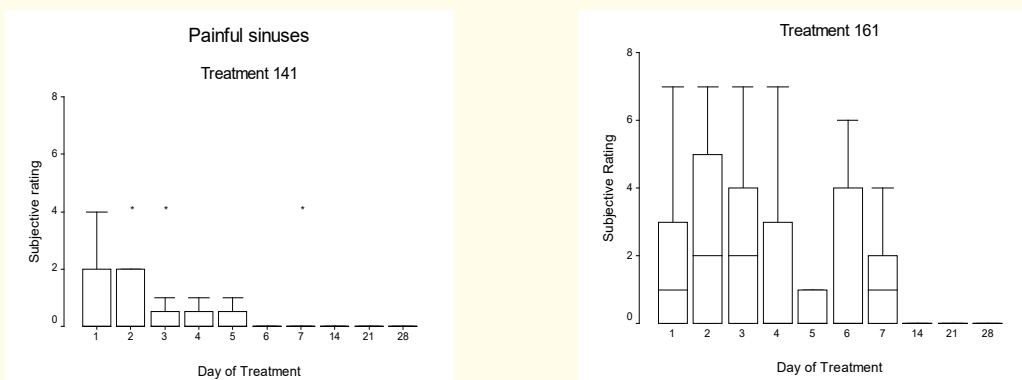 Painful sinuses
Treatment 141
8
6
4
2
0
Subjective rating
* * *
1 2 3 4 5 6 7 14 21 28
Day of Treatment
Treatment 161
8
6
4
2
0
Subjective Rating
1 2 3 4 5 6 7 14 21 28
Day of Treatment